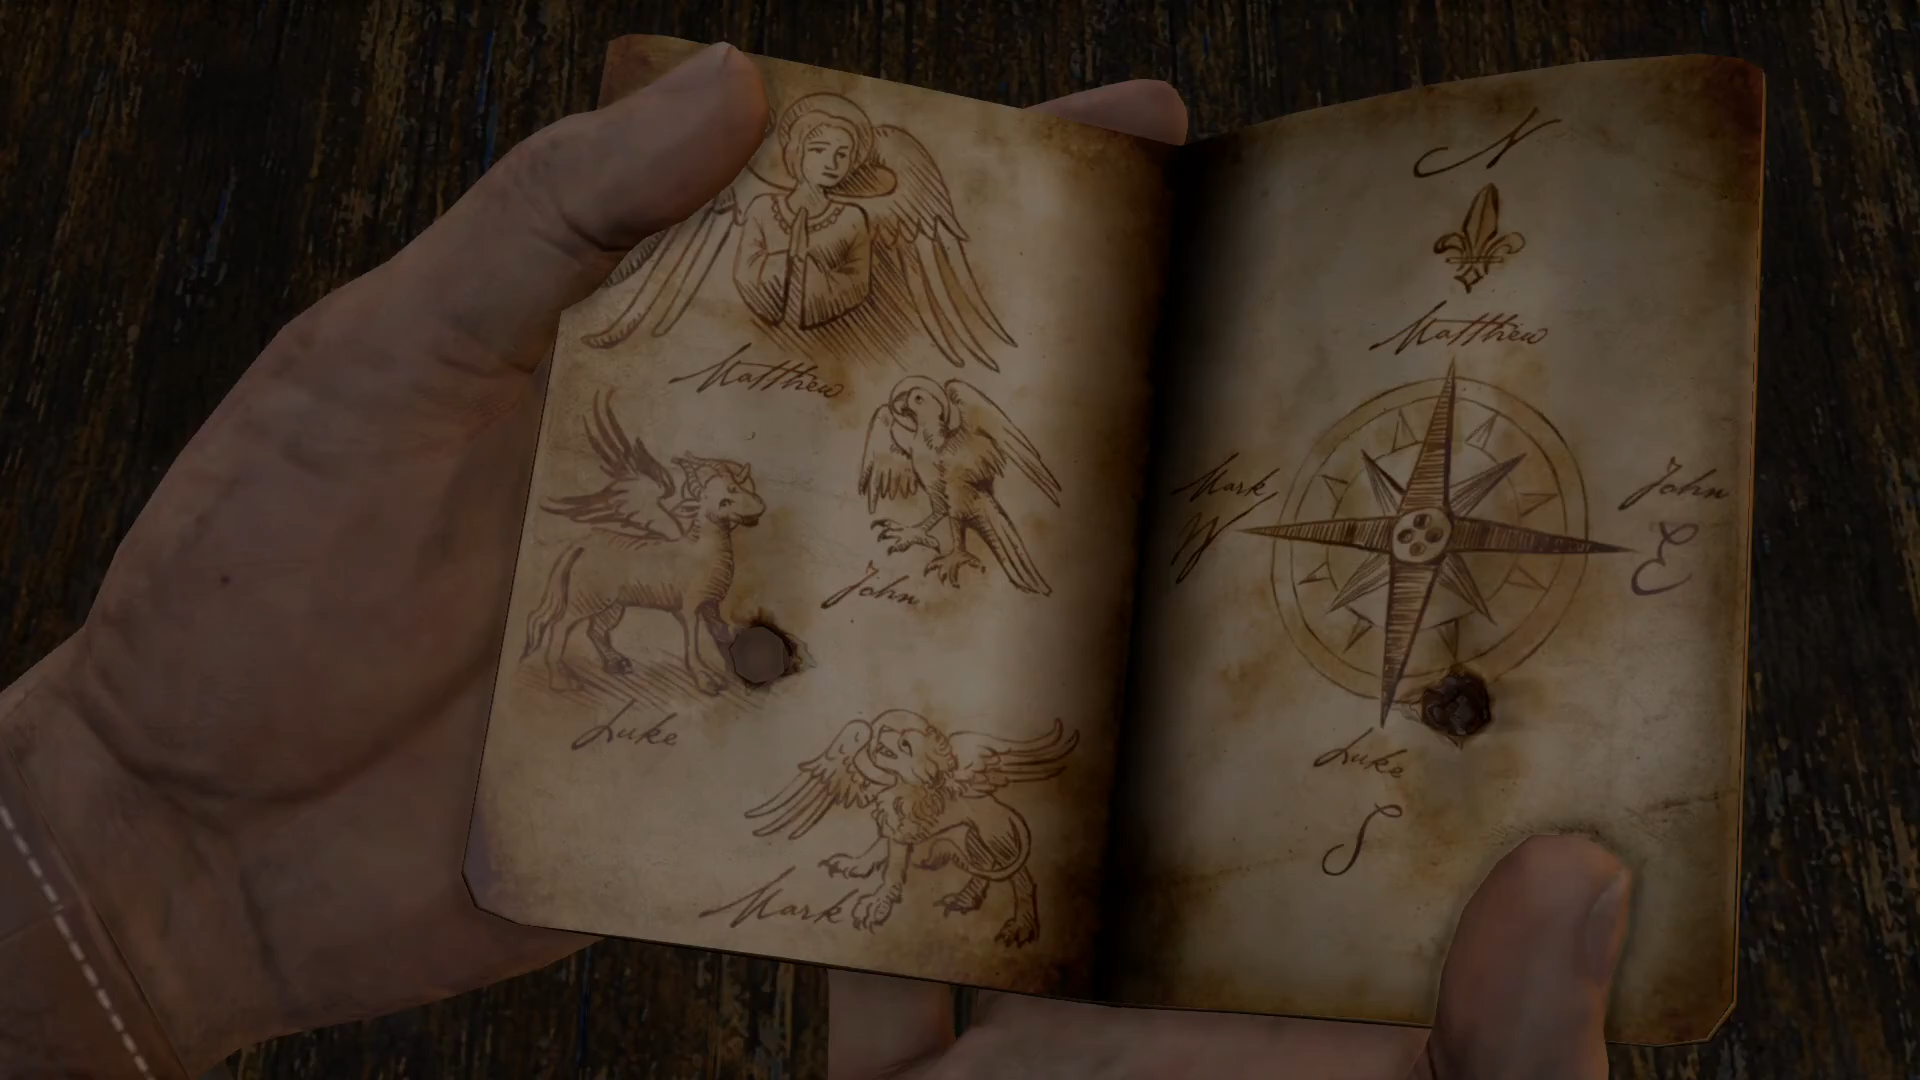 Matthew
John
Luke
Mark
N
Matthew
Mark
W
John
E
Luke
S